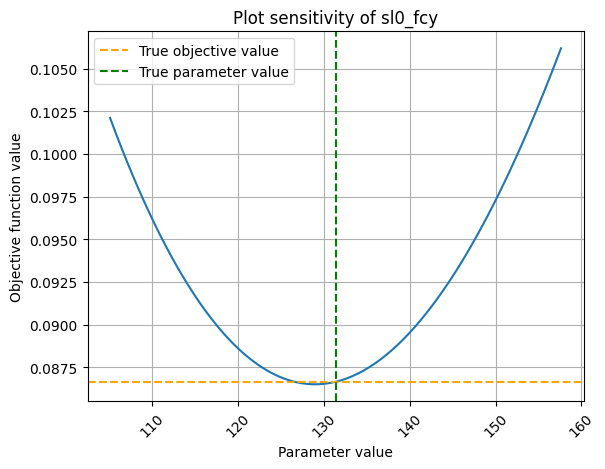 Plot sensitivity of sl0_fcy
True objective value
True parameter value
Objective function value
0.1050
0.1025
0.1000
0.0975
0.0950
0.0925
0.0900
0.0875
110
120
130
140
150
160
Parameter value